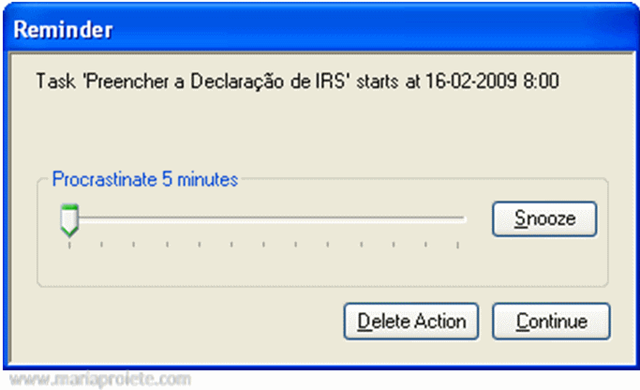 Reminder
Task 'Preencher a Declaração de IRS' starts at 16-02-2009 8:00
Procrastinate 5 minutes
Snooze
Delete Action
Continue
www.mariaproiete.com